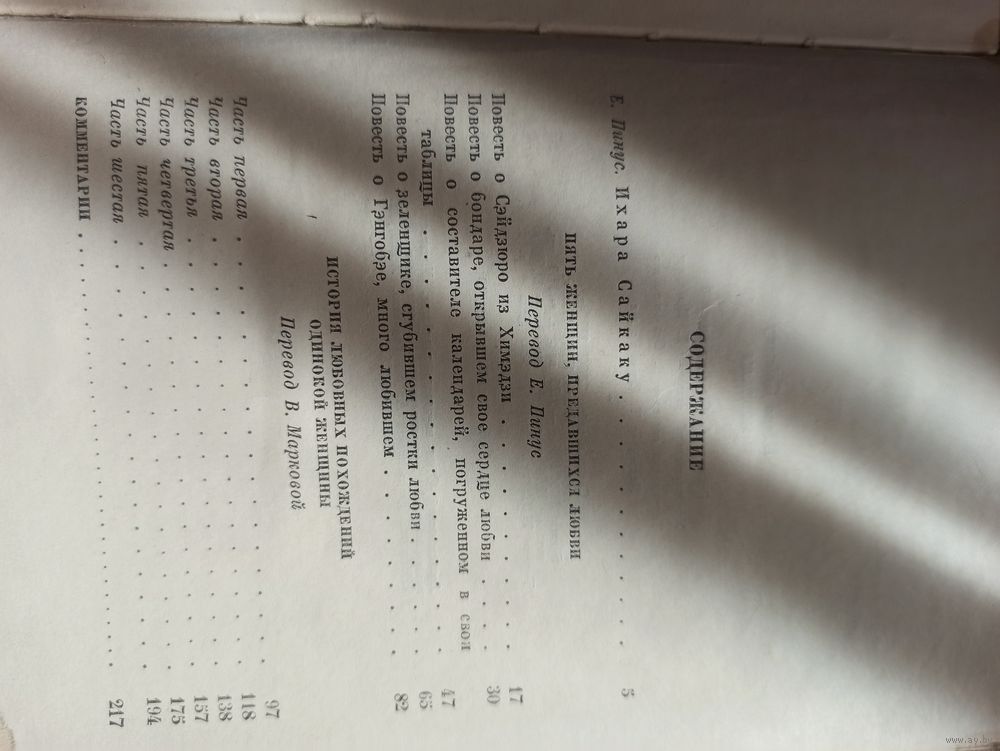 СОДЕРЖАНИЕ
Е. Пинус. Ихара Сайкаку . . . . . . . . . . 5
ПЯТЬ ЖЕНЩИН, ПРЕДАВШИХСЯ ЛЮБВИ
Перевод Е. Пинус
Повесть о Сэйдзюро из Химэдзи . . . . . . . . 17
Повесть о бондаре, открывшем свое сердце любви . . . . 30
Повесть о составителе календарей, погруженном в свои
таблицы . . . . . . . . . . . . . . 47
Повесть о зеленщике, сгубившем ростки любви . . . . . 65
Повесть о Гэнгобэе, много любившем . . . . . . . 82
ИСТОРИЯ ЛЮБОВНЫХ ПОХОЖДЕНИЙ
ОДИНОКОЙ ЖЕНЩИНЫ
Перевод В. Марковой
Часть первая . . . . . . . . . . . . . 97
Часть вторая . . . . . . . . . . . . . 118
Часть третья . . . . . . . . . . . . . 138
Часть четвертая . . . . . . . . . . . . 157
Часть пятая . . . . . . . . . . . . . 175
Часть шестая . . . . . . . . . . . . . 194
КОММЕНТАРИИ . . . . . . . . . . . . . . . . . . 217
www.ay.by